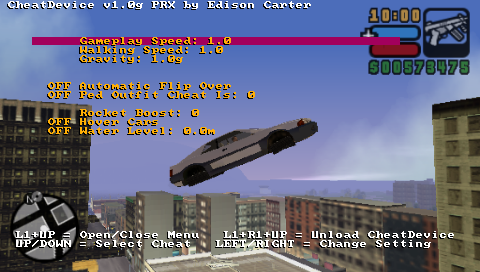 CheatDevice v1.0g PRX by Edison Carter
10:00
Gameplay Speed: 1.0
Walking Speed: 1.0
Gravity: 1.0g
$00573475
OFF Automatic Flip Over
OFF Ped Outfit Cheat Is: 0
Rocket Boost: 0
OFF Hover Cars
OFF Water Level: 0.0m
N
L1+UP = Open/Close Menu L1+R1+UP = Unload CheatDevice
UP/DOWN = Select Cheat LEFT/RIGHT = Change Setting